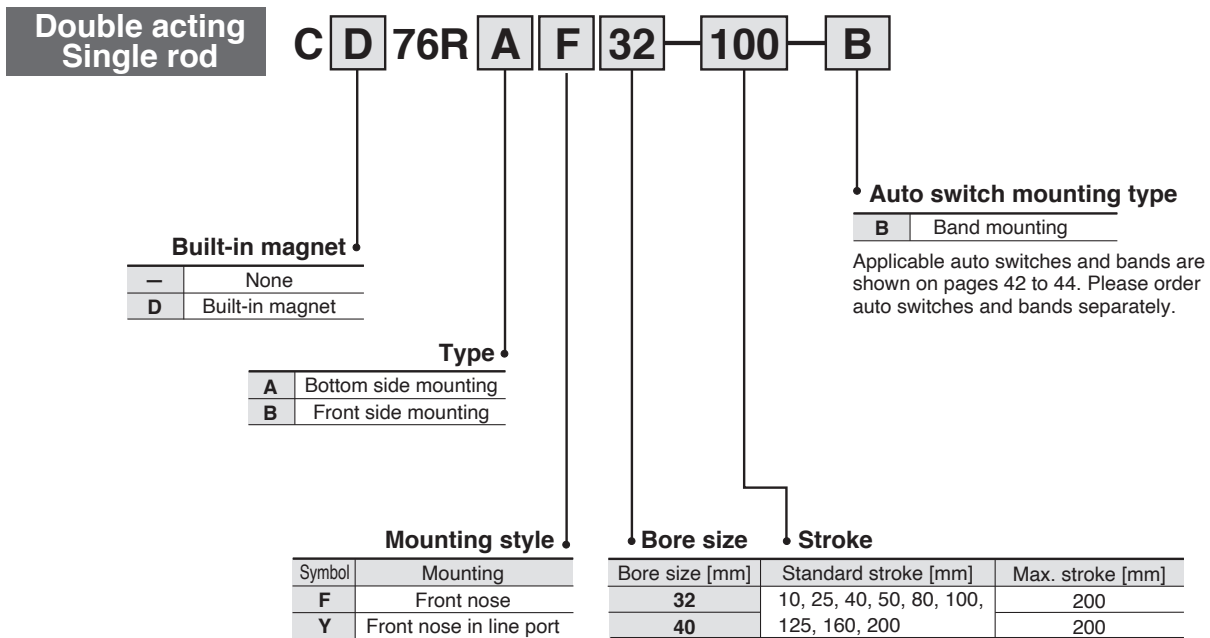 Double acting
Single rod
C D 76R A F 32—100—B
Auto switch mounting type
B Band mounting
Applicable auto switches and bands are
shown on pages 42 to 44. Please order
auto switches and bands separately.
Built-in magnet
— None
D Built-in magnet
Type
A Bottom side mounting
B Front side mounting
Mounting style
Symbol Mounting
F Front nose
Y Front nose in line port
Bore size
Stroke
Bore size [mm] Standard stroke [mm] Max. stroke [mm]
32 10, 25, 40, 50, 80, 100, 200
40 125, 160, 200 200